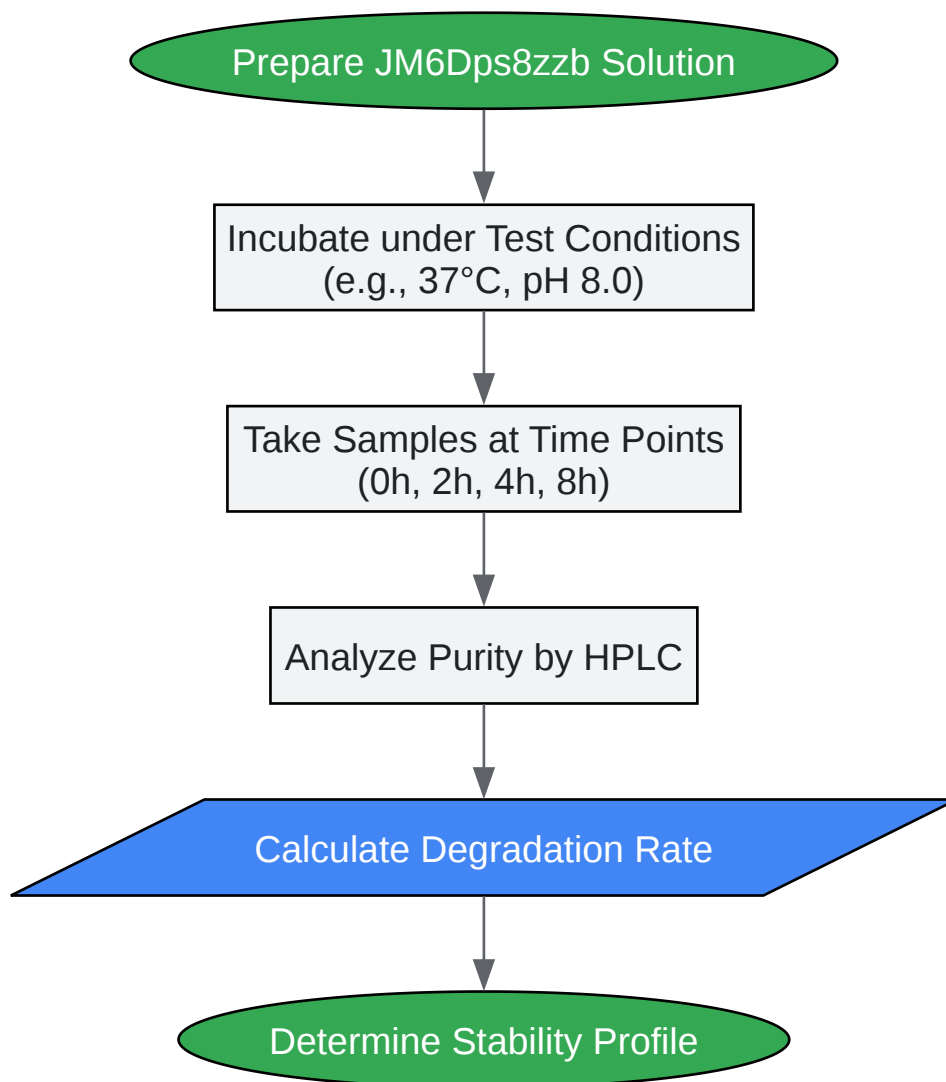 Prepare JM6Dps8zzb Solution
Incubate under Test Conditions
(e.g., 37°C, pH 8.0)
Take Samples at Time Points
(0h, 2h, 4h, 8h)
Analyze Purity by HPLC
Calculate Degradation Rate
Determine Stability Profile